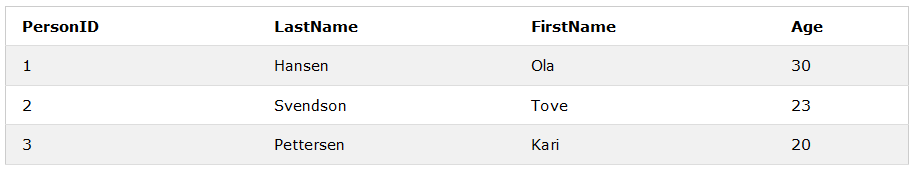 PersonID LastName FirstName Age
1 Hansen Ola 30
2 Svendson Tove 23
3 Pettersen Kari 20